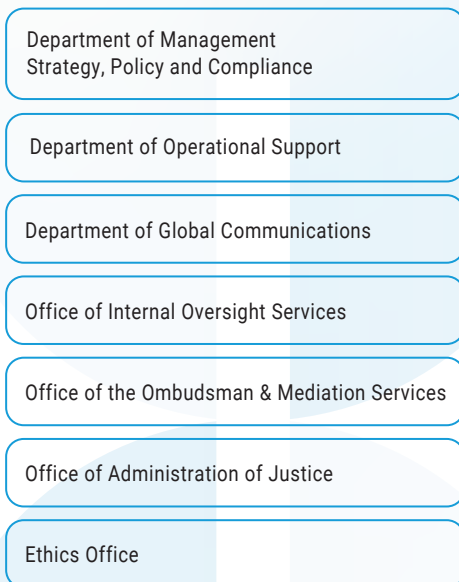 Department of Management
Strategy, Policy and Compliance
Department of Operational Support
Department of Global Communications
Office of Internal Oversight Services
Office of the Ombudsman & Mediation Services
Office of Administration of Justice
Ethics Office